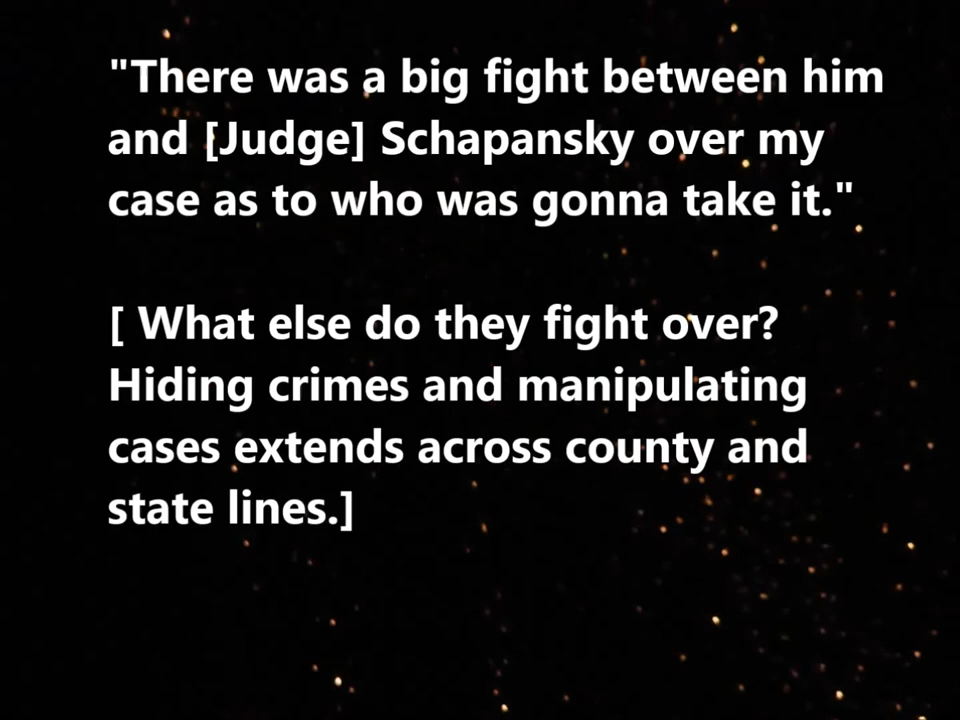 "There was a big fight between him
and [Judge] Schapansky over my
case as to who was gonna take it."
[ What else do they fight over?
Hiding crimes and manipulating
cases extends across county and
state lines.]